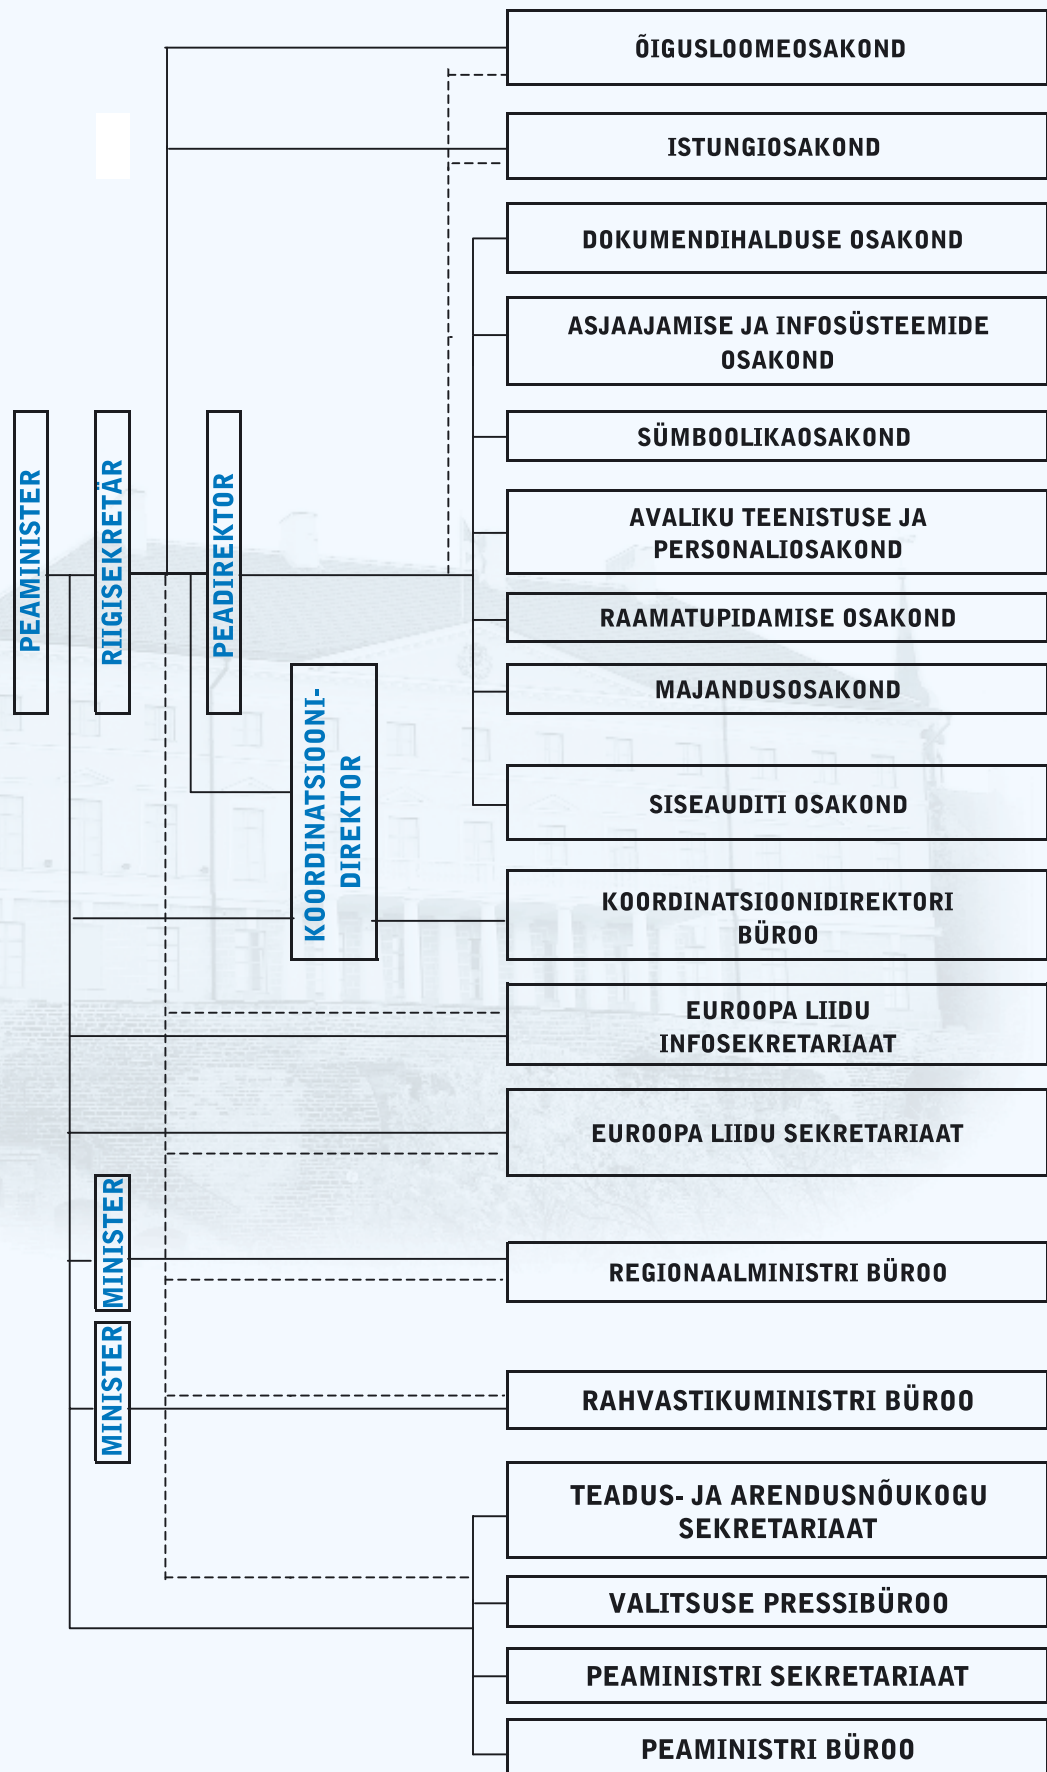 PEAMINISTER
RIIGISEKRETÄR
PEADIREKTOR
KOORDINATSIOONI-
DIREKTOR
MINISTER
MINISTER
ÕIGUSLOOMEOSAKOND
ISTUNGIOSAKOND
DOKUMENDIHALDUSE OSAKOND
ASJAAJAMISE JA INFOSÜSTEEMIDE
OSAKOND
SÜMBOOLIKAOSAKOND
AVALIKU TEENISTUSE JA
PERSONALIOSAKOND
RAAMATUPIDAMISE OSAKOND
MAJANDUSOSAKOND
SISEAUDITI OSAKOND
KOORDINATSIOONIDIREKTORI
BÜROO
EUROOPA LIIDU
INFOSEKRETARIAAT
EUROOPA LIIDU SEKRETARIAAT
REGIONAALMINISTRI BÜROO
RAHVASTIKUMINISTRI BÜROO
TEADUS- JA ARENDUSNÕUKOGU
SEKRETARIAAT
VALITSUSE PRESSIBÜROO
PEAMINISTRI SEKRETARIAAT
PEAMINISTRI BÜROO